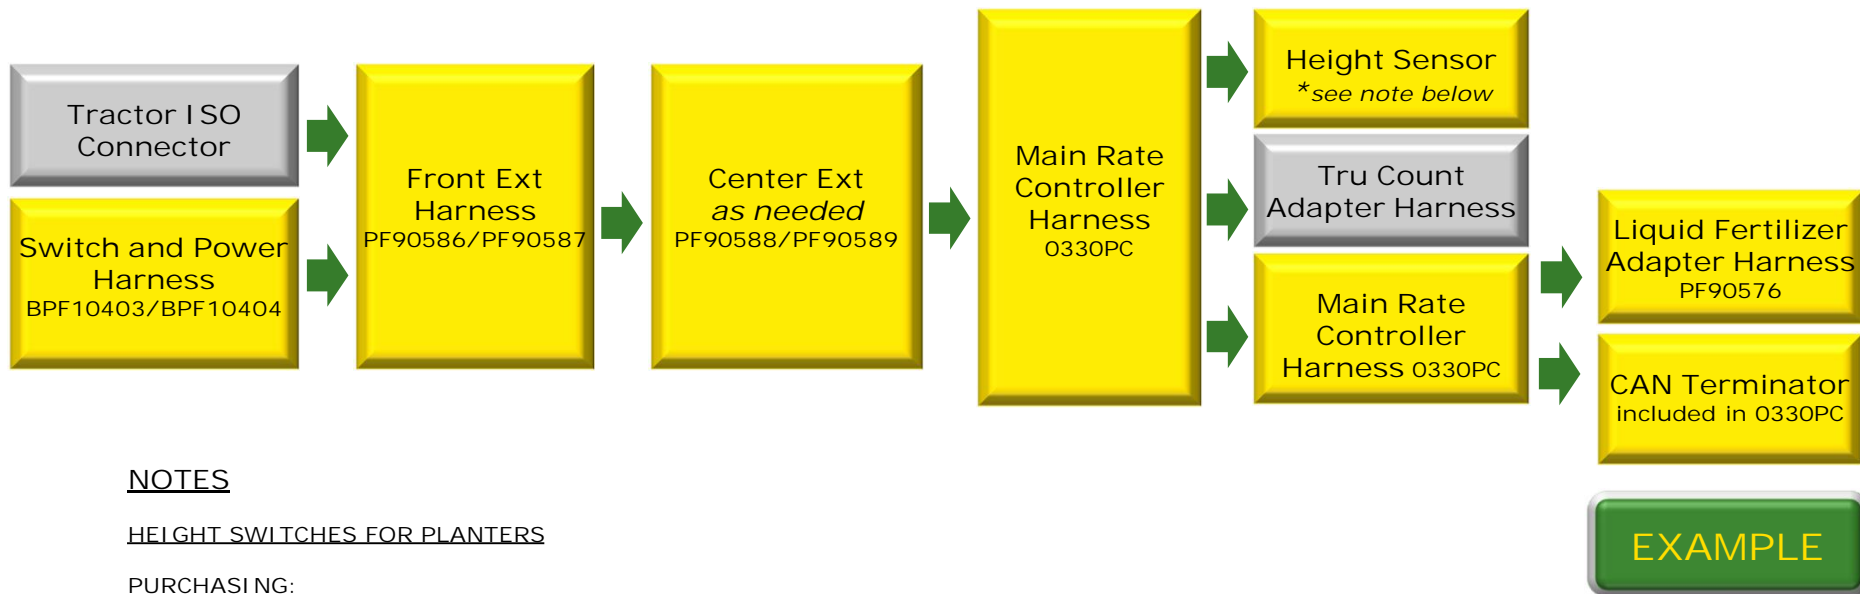 Tractor ISO
Connector
Switch and Power
Harness
BPF10403/BPF10404
Front Ext
Harness
PF90586/PF90587
Center Ext
as needed
PF90588/PF90589
Main Rate
Controller
Harness
0330PC
Height Sensor
*see note below
Tru Count
Adapter Harness
Main Rate
Controller
Harness 0330PC
Liquid Fertilizer
Adapter Harness
PF90576
CAN Terminator
included in 0330PC
EXAMPLE
NOTES
HEIGHT SWITCHES FOR PLANTERS
PURCHASING: